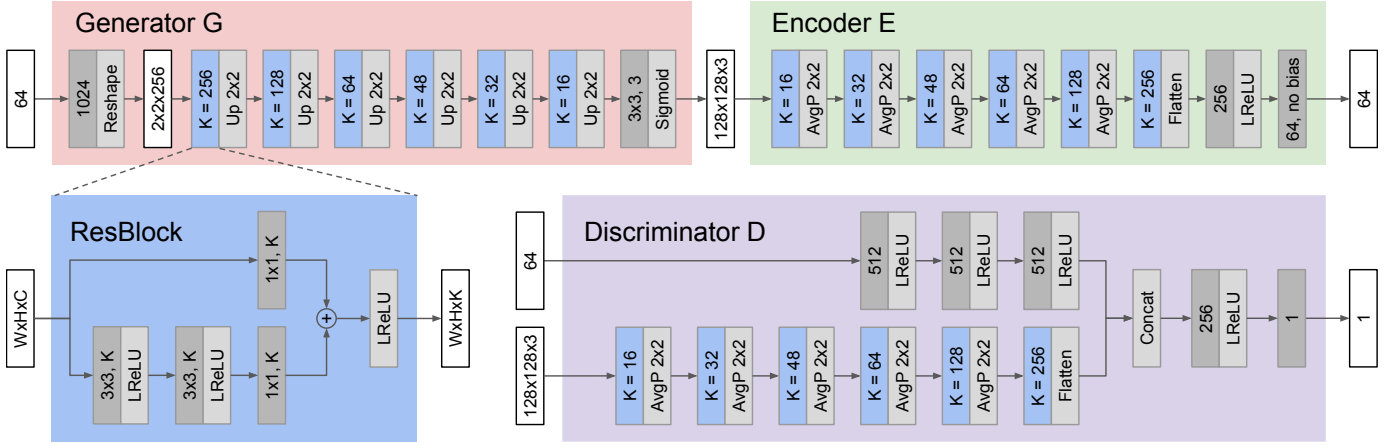 Generator G
64
1024
Reshape
2x2x256
K = 256
Up 2x2
K = 128
Up 2x2
K = 64
Up 2x2
K = 48
Up 2x2
K = 32
Up 2x2
K = 16
Up 2x2
3x3, 3
Sigmoid
128x128x3
Encoder E
K = 16
AvgP 2x2
K = 32
AvgP 2x2
K = 48
AvgP 2x2
K = 64
AvgP 2x2
K = 128
AvgP 2x2
K = 256
Flatten
256
LReLU
64, no bias
64
ResBlock
WxHxC
1x1, K
3x3, K
LReLU
3x3, K
LReLU
1x1, K
+
LReLU
WxHxK
Discriminator D
64
512
LReLU
512
LReLU
512
LReLU
128x128x3
K = 16
AvgP 2x2
K = 32
AvgP 2x2
K = 48
AvgP 2x2
K = 64
AvgP 2x2
K = 128
AvgP 2x2
K = 256
Flatten
Concat
256
LReLU
1
1